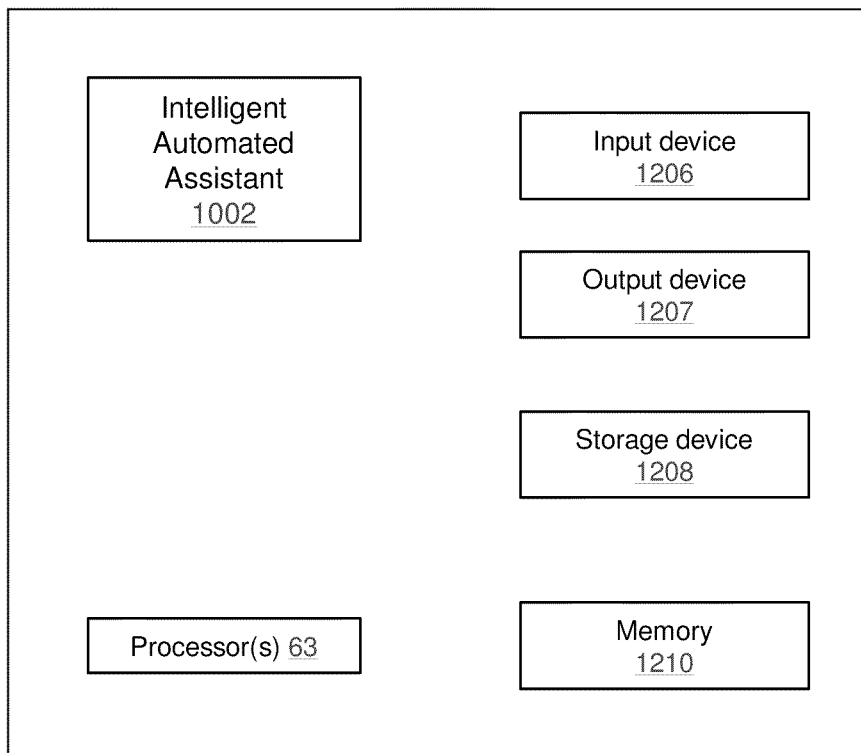 Intelligent
Automated
Assistant
1002
Input device
1206
Output device
1207
Storage device
1208
Processor(s) 63
Memory
1210